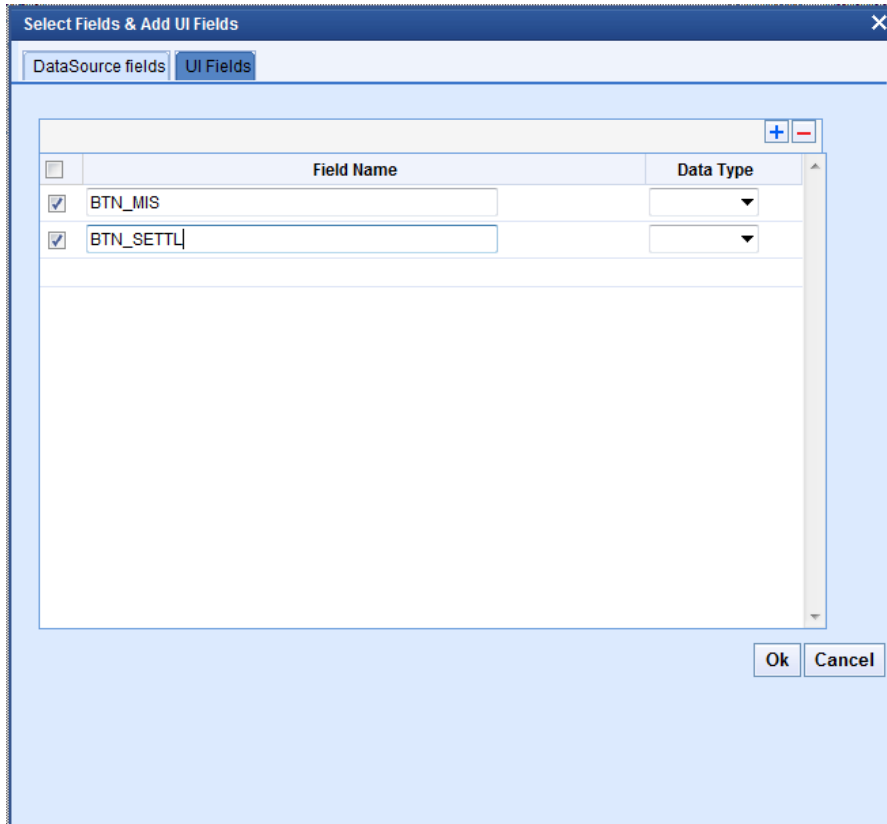 Select Fields & Add UI Fields
DataSource fields UI Fields
Field Name Data Type
BTN_MIS
BTN_SETTL
Ok Cancel